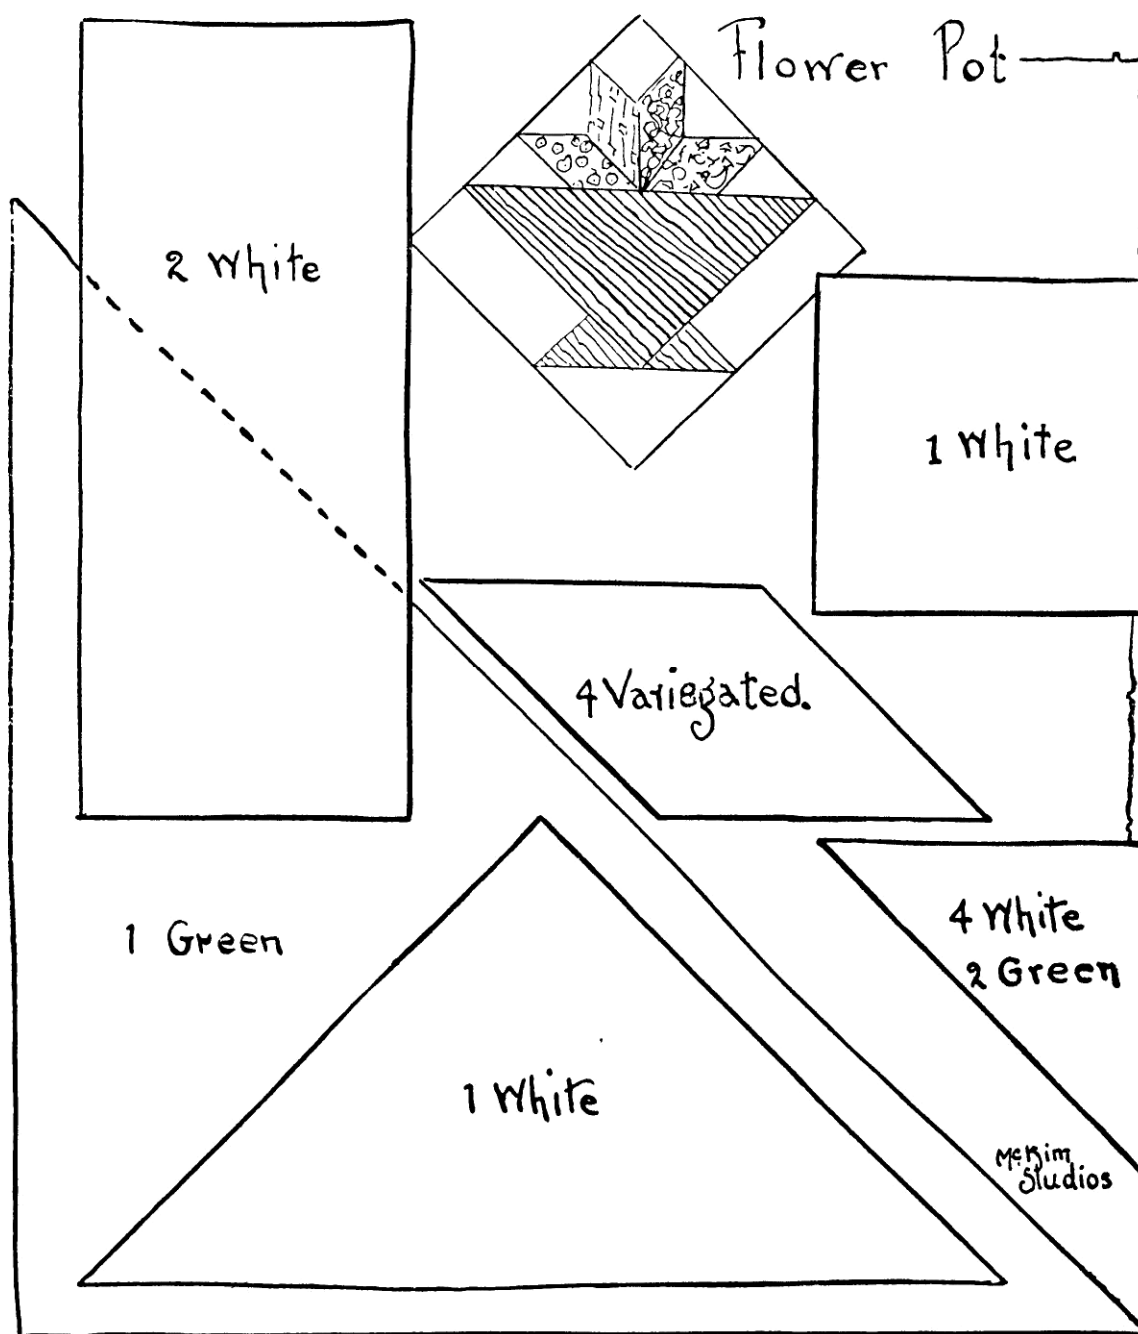 Flower Pot
2 White
1 White
4 Variegated.
1 Green
4 White
2 Green
1 White
McKim
Studios